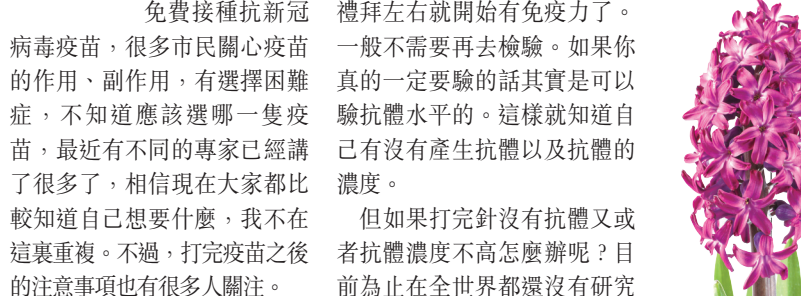 免費接種抗新冠
病毒疫苗，很多市民關心疫苗
的作用、副作用，有選擇困難
症，不知道應該選哪一隻疫
苗，最近有不同的專家已經講
了很多了，相信現在大家都比
較知道自己想要什麼，我不在
這裏重複。不過，打完疫苗之後
的注意事項也有很多人關注。
禮拜左右就開始有免疫力了。
一般不需要再去檢驗。如果你
真的一定要驗的話其實是可以
驗抗體水平的。這樣就知道自
己有沒有產生抗體以及抗體的
濃度。
但如果打完針沒有抗體又或
者抗體濃度不高怎麼辦呢？目
前為止在全世界都還沒有研究